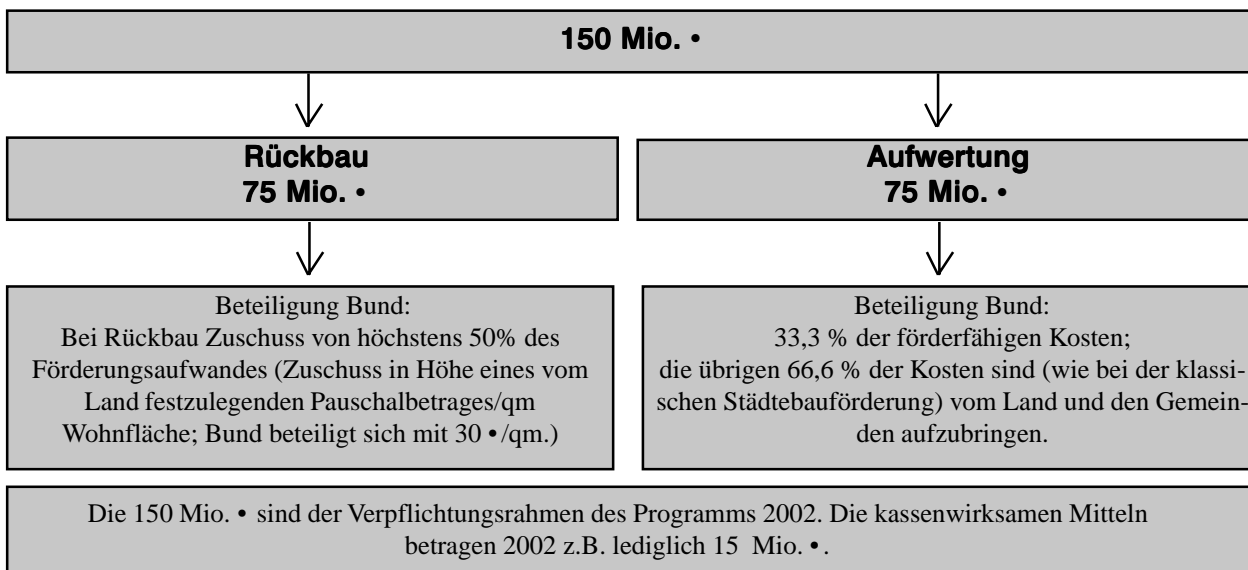 150 Mio. •
Rückbau
75 Mio. •
Aufwertung
75 Mio. •
Beteiligung Bund:
Bei Rückbau Zuschuss von höchstens 50% des
Förderungsaufwandes (Zuschuss in Höhe eines vom
Land festzulegenden Pauschalbetrages/qm
Wohnfläche; Bund beteiligt sich mit 30 •/qm.)
Beteiligung Bund:
33,3 % der förderfähigen Kosten;
die übrigen 66,6 % der Kosten sind (wie bei der klassi-
schen Städtebauförderung) vom Land und den Gemein-
den aufzubringen.
Die 150 Mio. • sind der Verpflichtungsrahmen des Programms 2002. Die kassenwirksamen Mitteln
betragen 2002 z.B. lediglich 15 Mio. •.